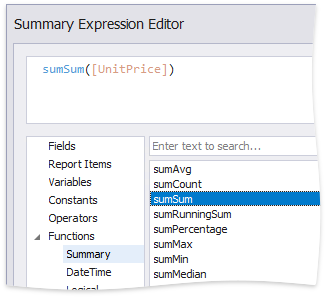 Summary Expression Editor
sumSum([UnitPrice])
Fields
Report Items
Variables
Constants
Operators
Functions
Summary
DateTime
Logical
Enter text to search...
sumAvg
sumCount
sumSum
sumRunningSum
sumPercentage
sumMax
sumMin
sumMedian